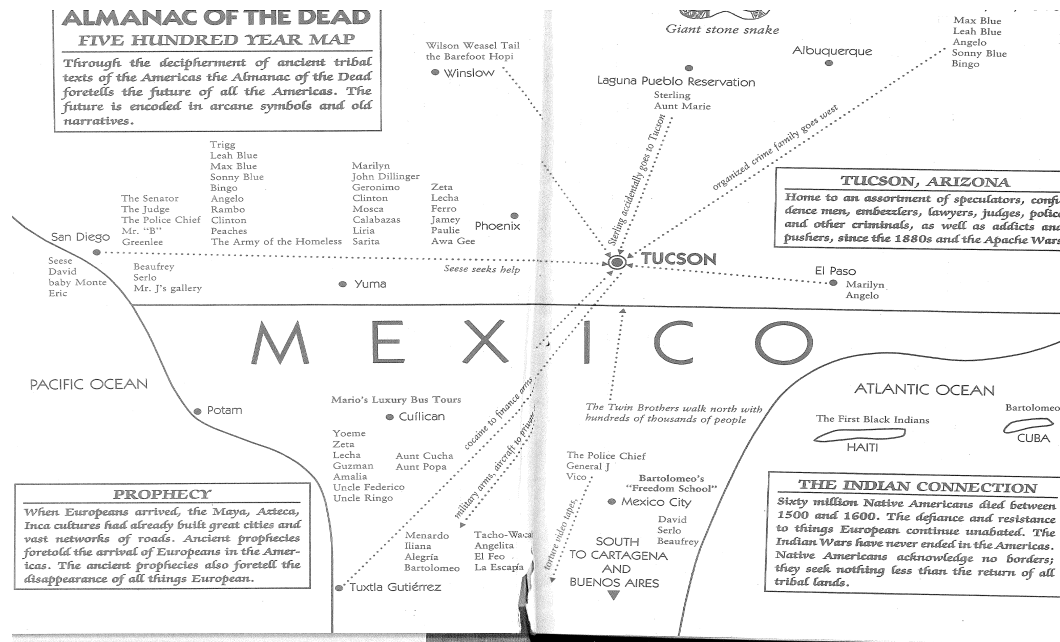 ALMANAC OF THE DEAD
FIVE HUNDRED YEAR MAP
Through the decipherment of ancient tribal
texts of the Americas the Almanac of the Dead
foretells the future of all the Americas. The
future is encoded in arcane symbols and old
narratives.
Wilson Weasel Tail
the Barefoot Hopi
Winslow
Giant stone snake
Laguna Pueblo Reservation
Sterling
Aunt Marie
Albuquerque
Max Blue
Leah Blue
Angelo
Sonny Blue
Bingo
Sterling accidentally goes to Tucson
organized crime family goes west
TUCSON, ARIZONA
Home to an assortment of speculators, confi-
dence men, embezzlers, lawyers, judges, polic
and other criminals, as well as addicts and
pushers, since the 1880s and the Apache Wars
The Senator
The Judge
The Police Chief
Mr. "B"
Greenlee
Trigg
Leah Blue
Max Blue
Sonny Blue
Bingo
Angelo
Rambo
Clinton
Peaches
The Army of the Homeless
Marilyn
John Dillinger
Geronimo
Clinton
Mosca
Calabazas
Liria
Sarita
Zeta
Lecha
Ferro
Jamey
Paulie
Awa Gee
Phoenix
San Diego
Seese
David
baby Monte
Eric
Beaufrey
Serlo
Mr. J's gallery
Seese seeks help
Yuma
TUCSON
El Paso
Marilyn
Angelo
MEXICO
PACIFIC OCEAN
Potam
Mario's Luxury Bus Tours
Culícan
Yoeme
Zeta
Lecha
Guzman
Amalia
Uncle Federico
Uncle Ringo
Aunt Cucha
Aunt Popa
cocaine to finance arms
military arms, aircraft to
The Twin Brothers walk north with
hundreds of thousands of people
ATLANTIC OCEAN
The First Black Indians
HAITI
Bartolomeo
CUBA
PROPHECY
When Europeans arrived, the Maya, Azteca,
Inca cultures had already built great cities and
vast networks of roads. Ancient prophecies
foretold the arrival of Europeans in the Amer-
icas. The ancient prophecies also foretell the
disappearance of all things European.
Menardo
Iliana
Alegría
Bartolomeo
Tacho-Waca
Angelita
El Feo
La Escapía
Tuxtla Gutiérrez
The Police Chief
General J
Vico
torture video tapes,
Bartolomeo's
"Freedom School"
Mexico City
David
Serlo
Beaufrey
SOUTH
TO CARTAGENA
AND
BUENOS AIRES
THE INDIAN CONNECTION
Sixty million Native Americans died between
1500 and 1600. The defiance and resistance
to things European continue unabated. The
Indian Wars have never ended in the Americas.
Native Americans acknowledge no borders;
they seek nothing less than the return of all
tribal lands.